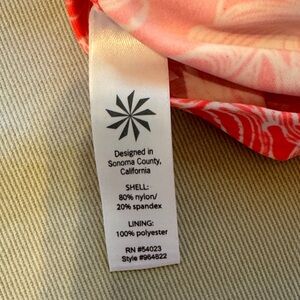 Designed in
Sonoma County,
California
SHELL:
80% nylon/
20% spandex
LINING:
100% polyester
RN #54023
Style #964822